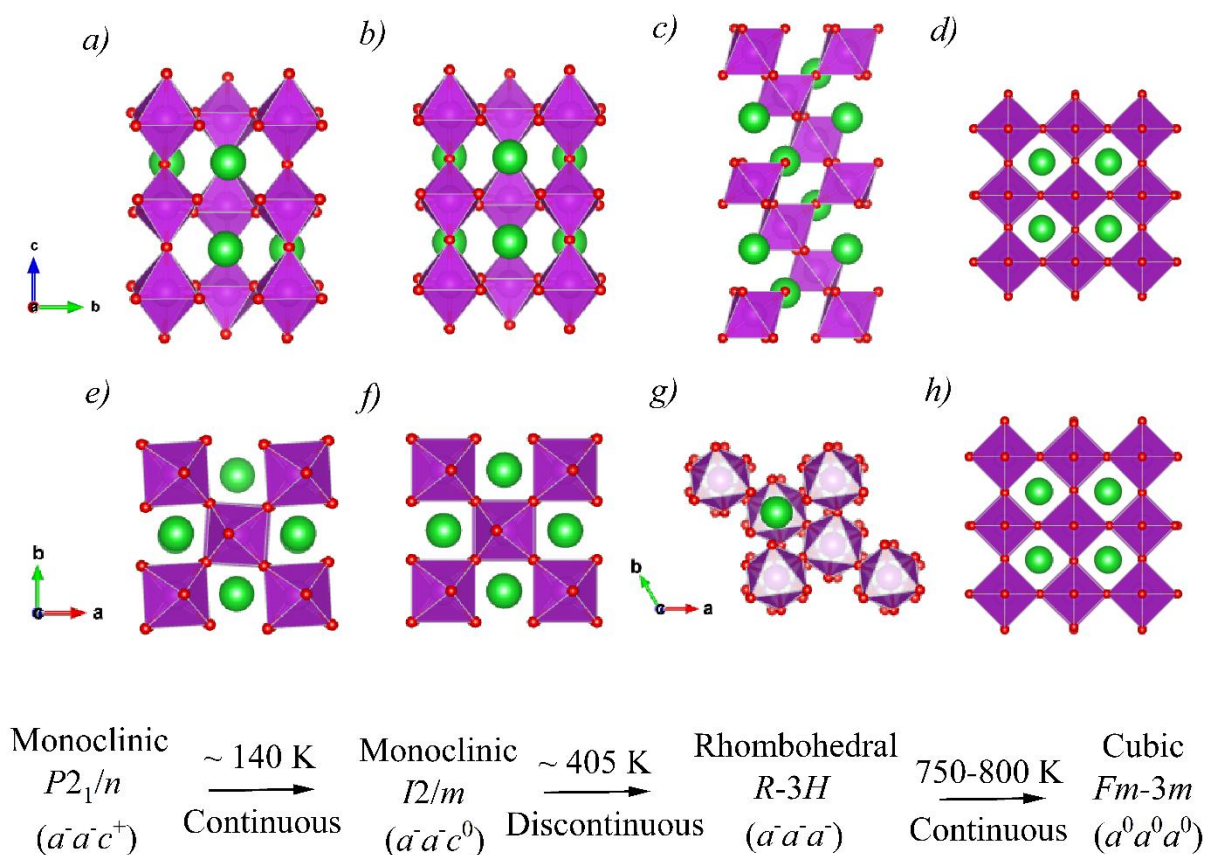 a)
b)
c)
d)
c
a
b
e)
f)
g)
h)
b
c
a
b
c
a
Monoclinic
P2₁/n
(a⁻a⁻c⁺)
~ 140 K
Continuous
Monoclinic
I2/m
(a⁻a⁻c⁰)
~ 405 K
Discontinuous
Rhombohedral
R-3H
(a⁻a⁻a⁻)
750-800 K
Continuous
Cubic
Fm-3m
(a⁰a⁰a⁰)